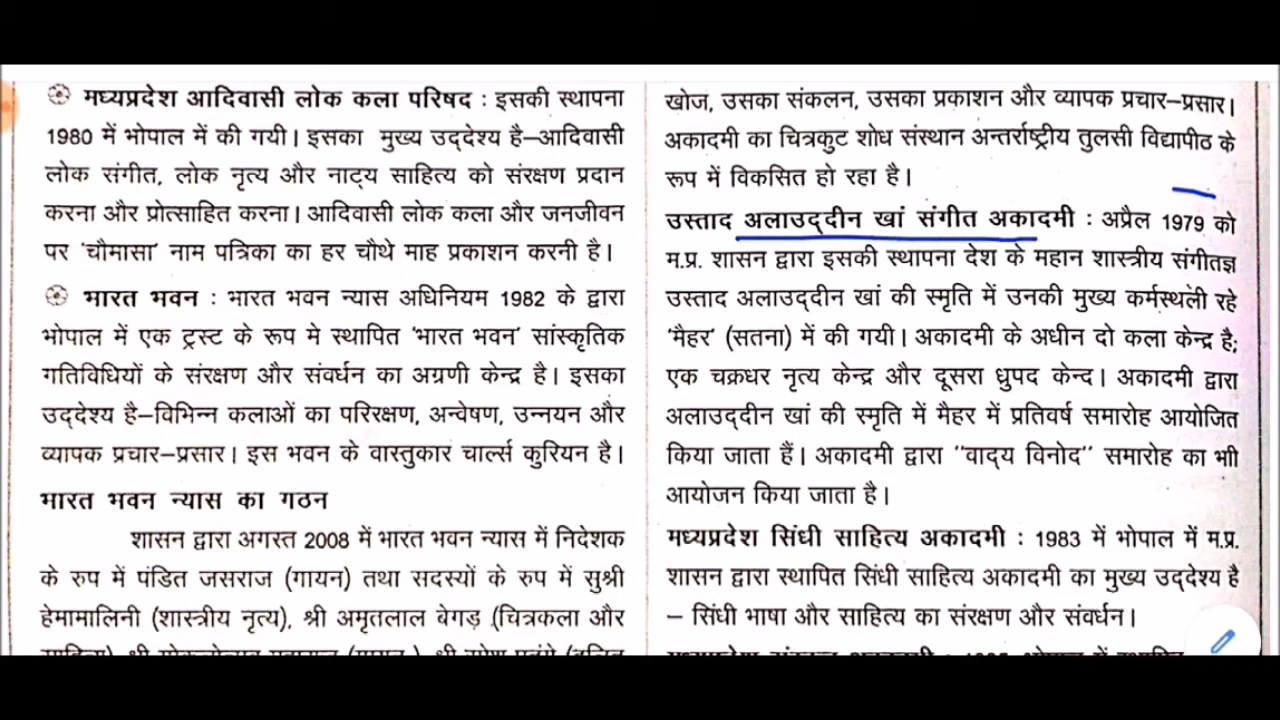 मध्यप्रदेश आदिवासी लोक कला परिषद : इसकी स्थापना
1980 में भोपाल में की गयी। इसका मुख्य उद्देश्य है–आदिवासी
लोक संगीत, लोक नृत्य और नाट्य साहित्य को संरक्षण प्रदान
करना और प्रोत्साहित करना। आदिवासी लोक कला और जनजीवन
पर 'चौमासा' नाम पत्रिका का हर चौथे माह प्रकाशन करनी है।
भारत भवन : भारत भवन न्यास अधिनियम 1982 के द्वारा
भोपाल में एक ट्रस्ट के रूप मे स्थापित 'भारत भवन' सांस्कृतिक
गतिविधियों के संरक्षण और संवर्धन का अग्रणी केन्द्र है। इसका
उद्देश्य है–विभिन्न कलाओं का परिरक्षण, अन्वेषण, उन्नयन और
व्यापक प्रचार–प्रसार। इस भवन के वास्तुकार चार्ल्स कुरियन है।
भारत भवन न्यास का गठन
शासन द्वारा अगस्त 2008 में भारत भवन न्यास में निदेशक
के रुप में पंडित जसराज (गायन) तथा सदस्यों के रुप में सुश्री
हेमामालिनी (शास्त्रीय नृत्य), श्री अमृतलाल बेगड़ (चित्रकला और
खोज, उसका संकलन, उसका प्रकाशन और व्यापक प्रचार–प्रसार।
अकादमी का चित्रकुट शोध संस्थान अन्तर्राष्ट्रीय तुलसी विद्यापीठ के
रूप में विकसित हो रहा है।
उस्ताद अलाउद्दीन खां संगीत अकादमी : अप्रैल 1979 को
म.प्र. शासन द्वारा इसकी स्थापना देश के महान शास्त्रीय संगीतज्ञ
उस्ताद अलाउद्दीन खां की स्मृति में उनकी मुख्य कर्मस्थली रहे
'मैहर' (सतना) में की गयी। अकादमी के अधीन दो कला केन्द्र है;
एक चक्रधर नृत्य केन्द्र और दूसरा ध्रुपद केन्द। अकादमी द्वारा
अलाउद्दीन खां की स्मृति में मैहर में प्रतिवर्ष समारोह आयोजित
किया जाता हैं। अकादमी द्वारा "वाद्य विनोद" समारोह का भी
आयोजन किया जाता है।
मध्यप्रदेश सिंधी साहित्य अकादमी : 1983 में भोपाल में म.प्र.
शासन द्वारा स्थापित सिंधी साहित्य अकादमी का मुख्य उद्देश्य है
– सिंधी भाषा और साहित्य का संरक्षण और संवर्धन।